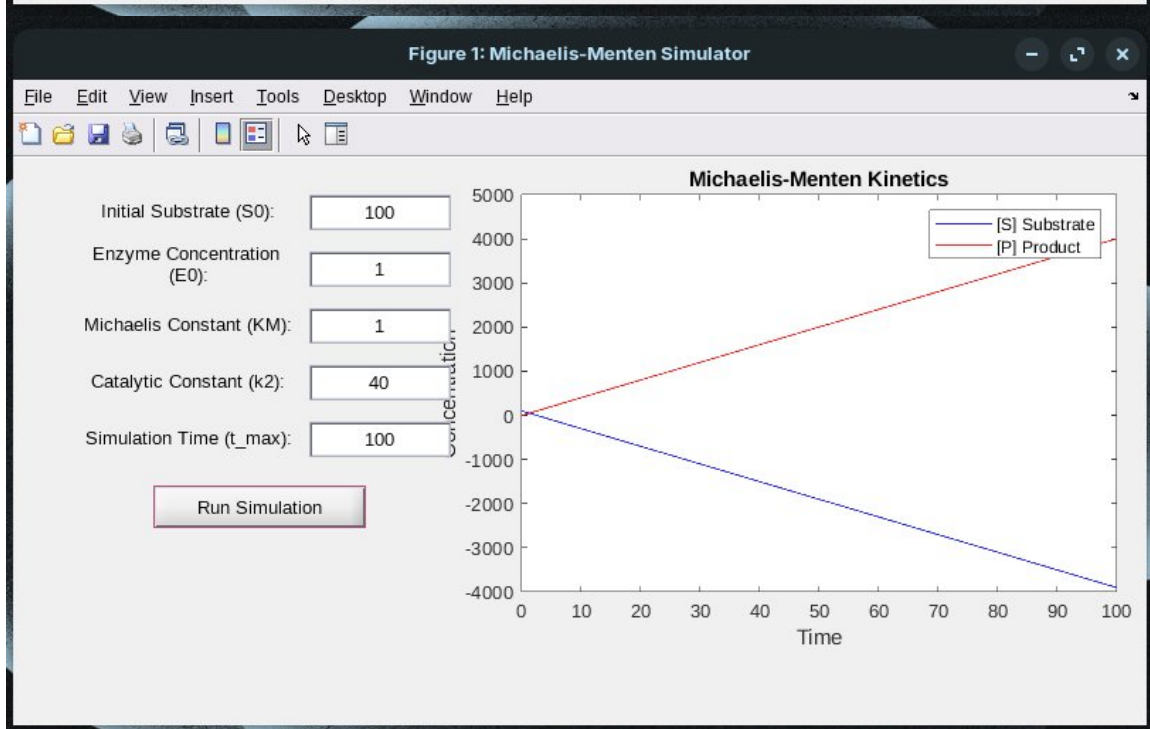 Figure 1: Michaelis-Menten Simulator
File Edit View Insert Tools Desktop Window Help
Initial Substrate (S0):
100
Enzyme Concentration
(E0):
1
Michaelis Constant (KM):
1
Catalytic Constant (k2):
40
Simulation Time (t_max):
100
Run Simulation
Michaelis-Menten Kinetics
[S] Substrate
[P] Product
5000
4000
3000
2000
1000
0
-1000
-2000
-3000
-4000
Concentration
0 10 20 30 40 50 60 70 80 90 100
Time